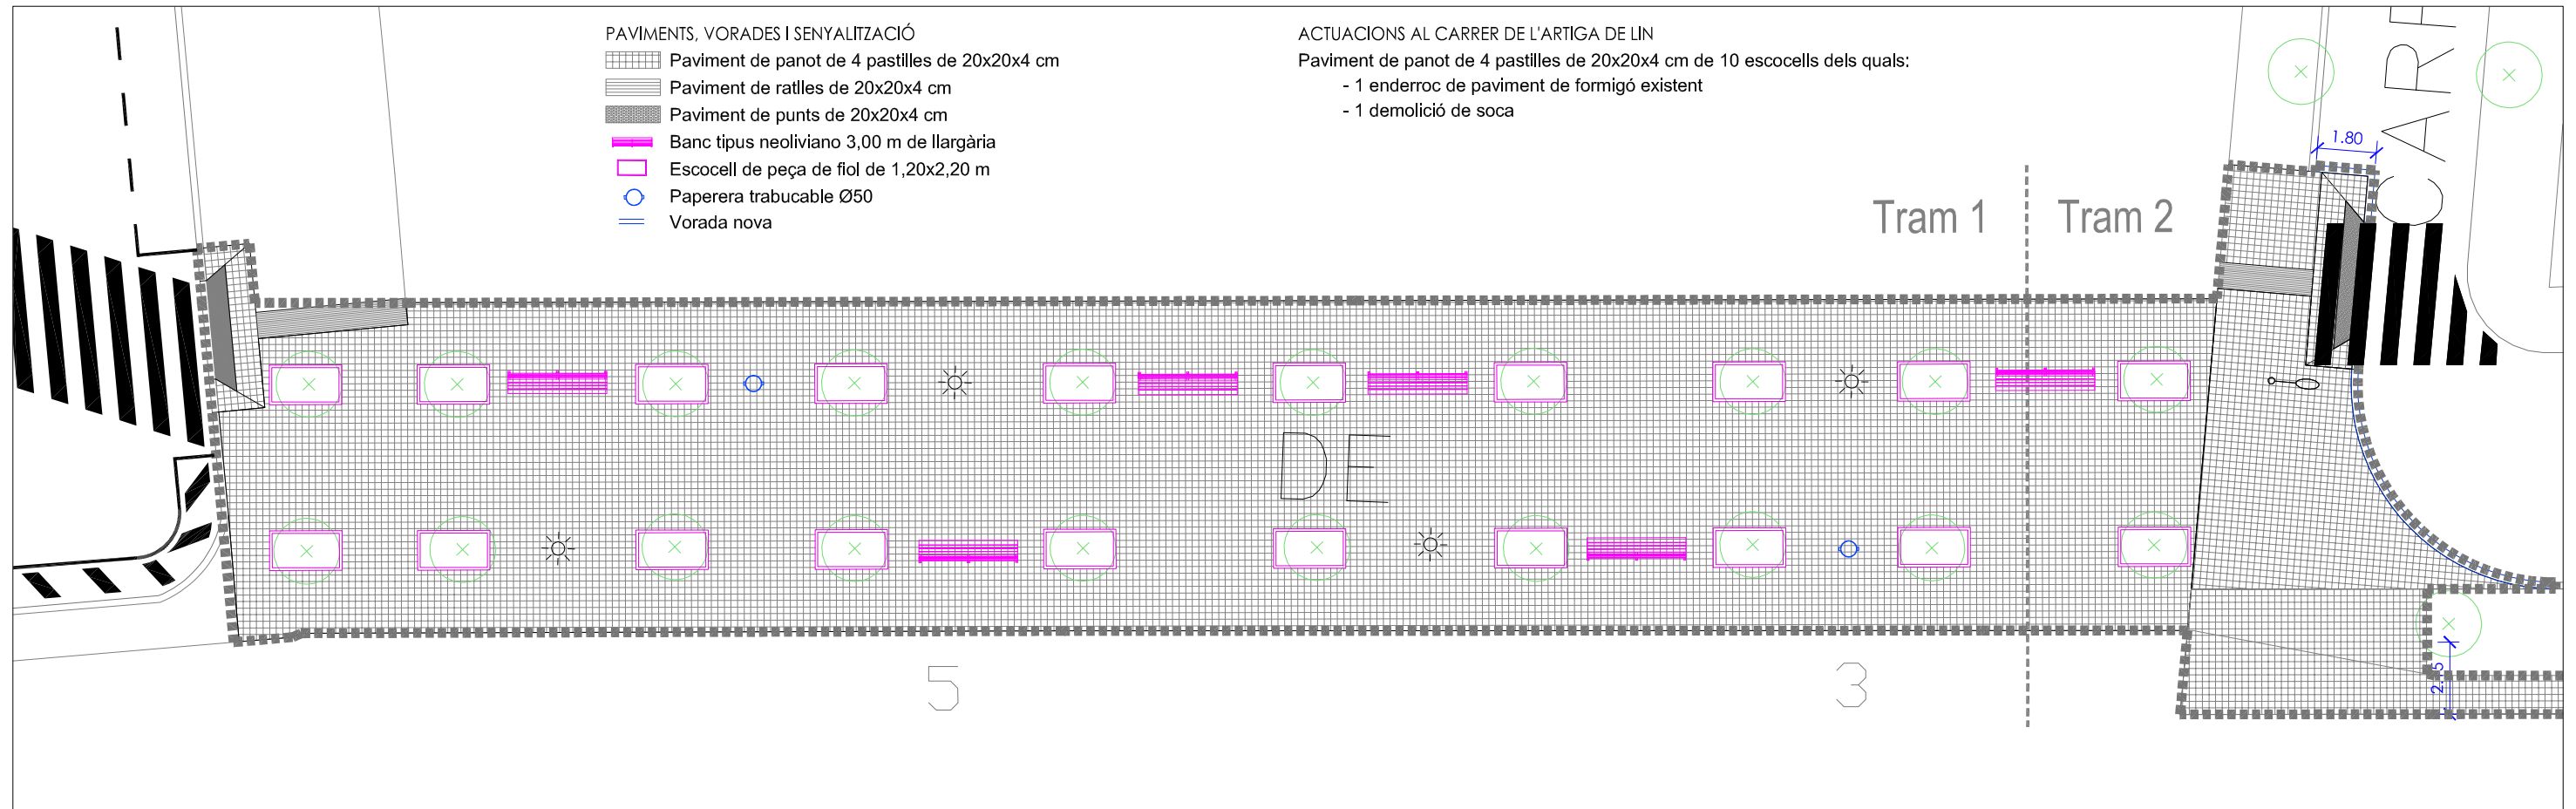 PAVIMENTS, VORADES I SENYALITZACIÓ
Paviment de panot de 4 pastilles de 20x20x4 cm
Paviment de ratlles de 20x20x4 cm
Paviment de punts de 20x20x4 cm
Banc tipus neoliviano 3,00 m de llargària
Escocell de peça de fiol de 1,20x2,20 m
Paperera trabucable Ø50
Vorada nova
ACTUACIONS AL CARRER DE L'ARTIGA DE LIN
Paviment de panot de 4 pastilles de 20x20x4 cm de 10 escocells dels quals:
- 1 enderroc de paviment de formigó existent
- 1 demolició de soca
1.80
Tram 1
Tram 2
DE
5
3